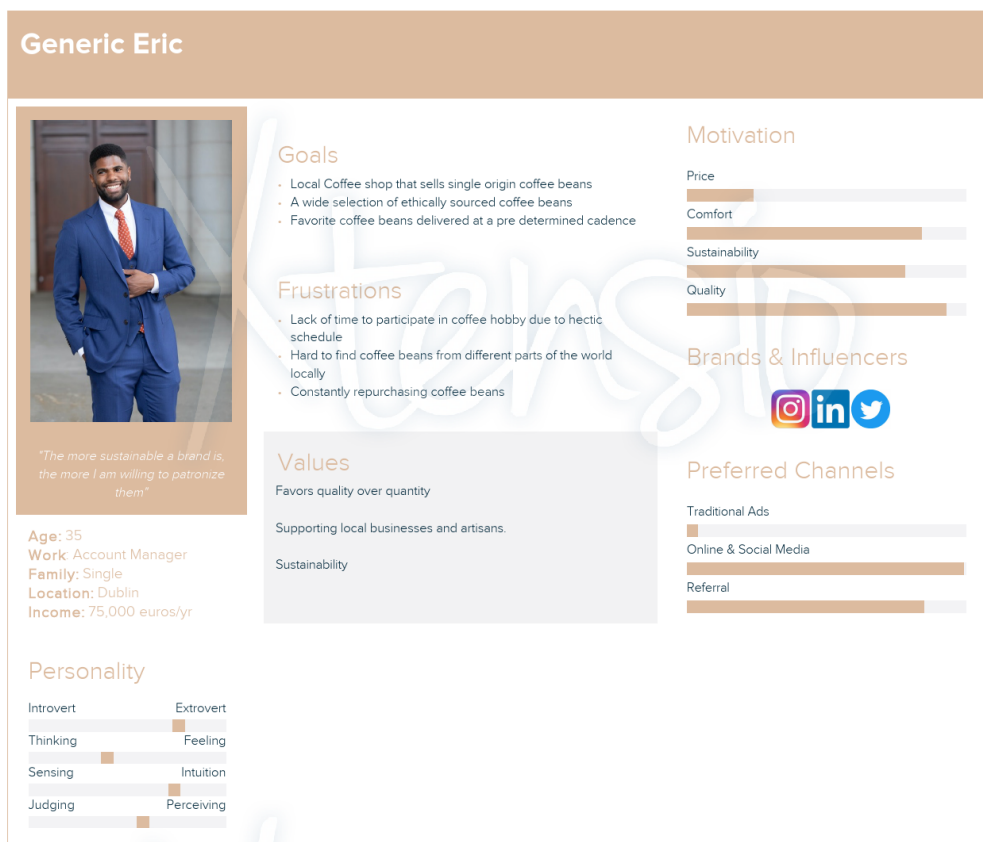 Generic Eric
"The more sustainable a brand is,
the more I am willing to patronize
them"
Age: 35
Work: Account Manager
Family: Single
Location: Dublin
Income: 75,000 euros/yr
Personality
Introvert Extrovert
Thinking Feeling
Sensing Intuition
Judging Perceiving
Goals
Local Coffee shop that sells single origin coffee beans
A wide selection of ethically sourced coffee beans
Favorite coffee beans delivered at a pre determined cadence
Frustrations
Lack of time to participate in coffee hobby due to hectic
schedule
Hard to find coffee beans from different parts of the world
locally
Constantly repurchasing coffee beans
Values
Favors quality over quantity
Supporting local businesses and artisans.
Sustainability
Motivation
Price
Comfort
Sustainability
Quality
Brands & Influencers
in
Preferred Channels
Traditional Ads
Online & Social Media
Referral
Xtensio